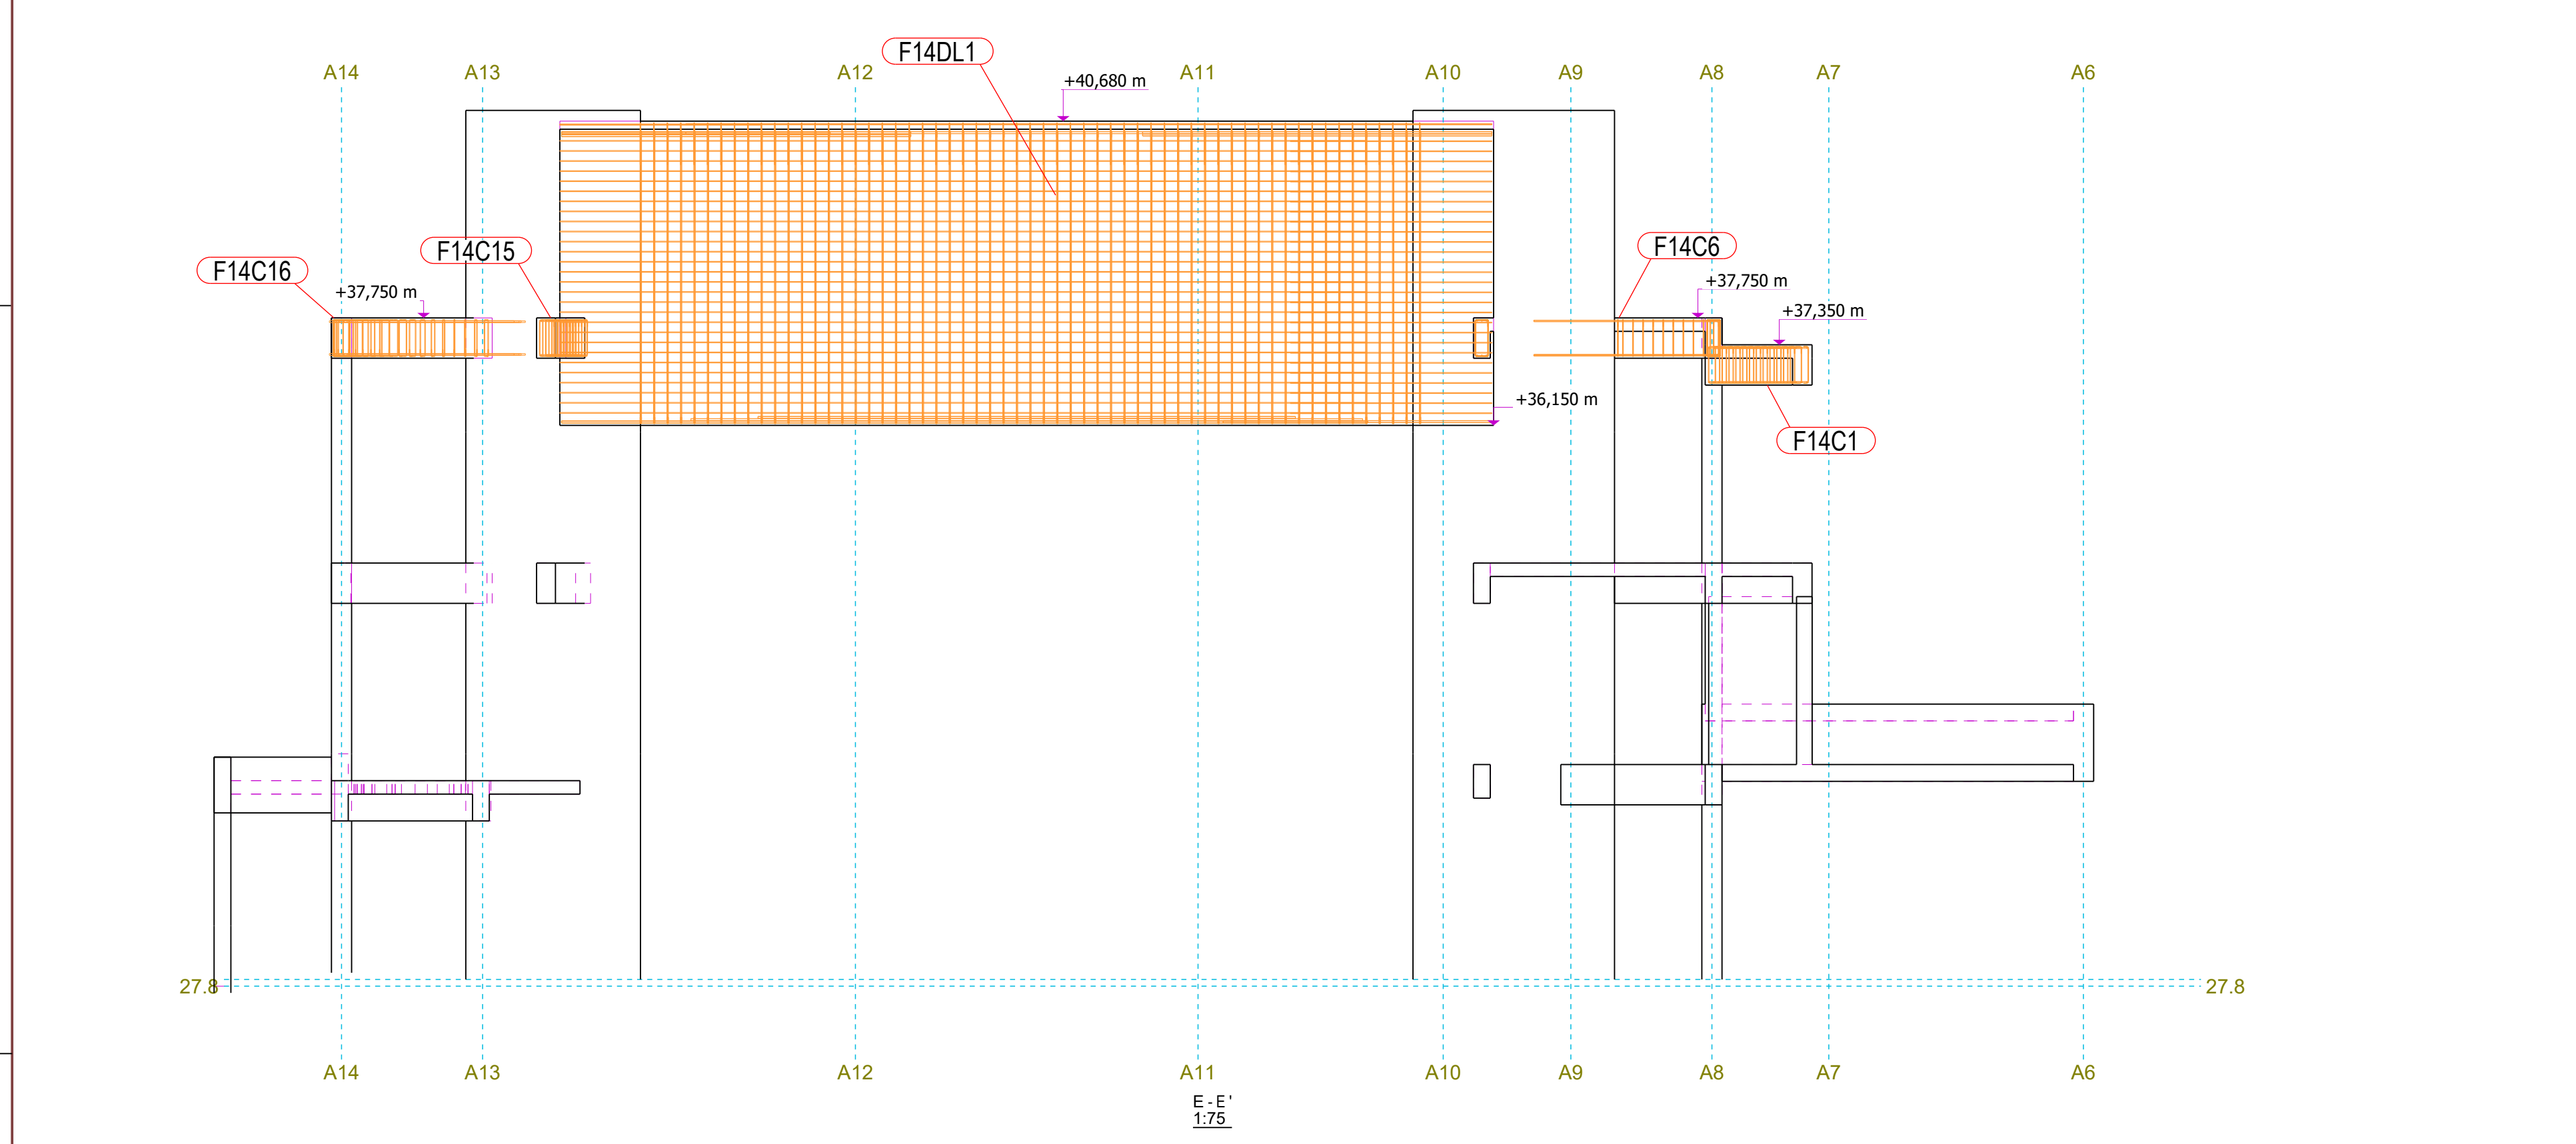 F14DL1
A14 A13 A12 A11 A10 A9 A8 A7 A6
+40,680 m
F14C15
F14C6
F14C16
+37,750 m
+37,750 m
+37,350 m
+36,150 m
F14C1
27.8 27.8
A14 A13 A12 A11 A10 A9 A8 A7 A6
E - E '
1:75